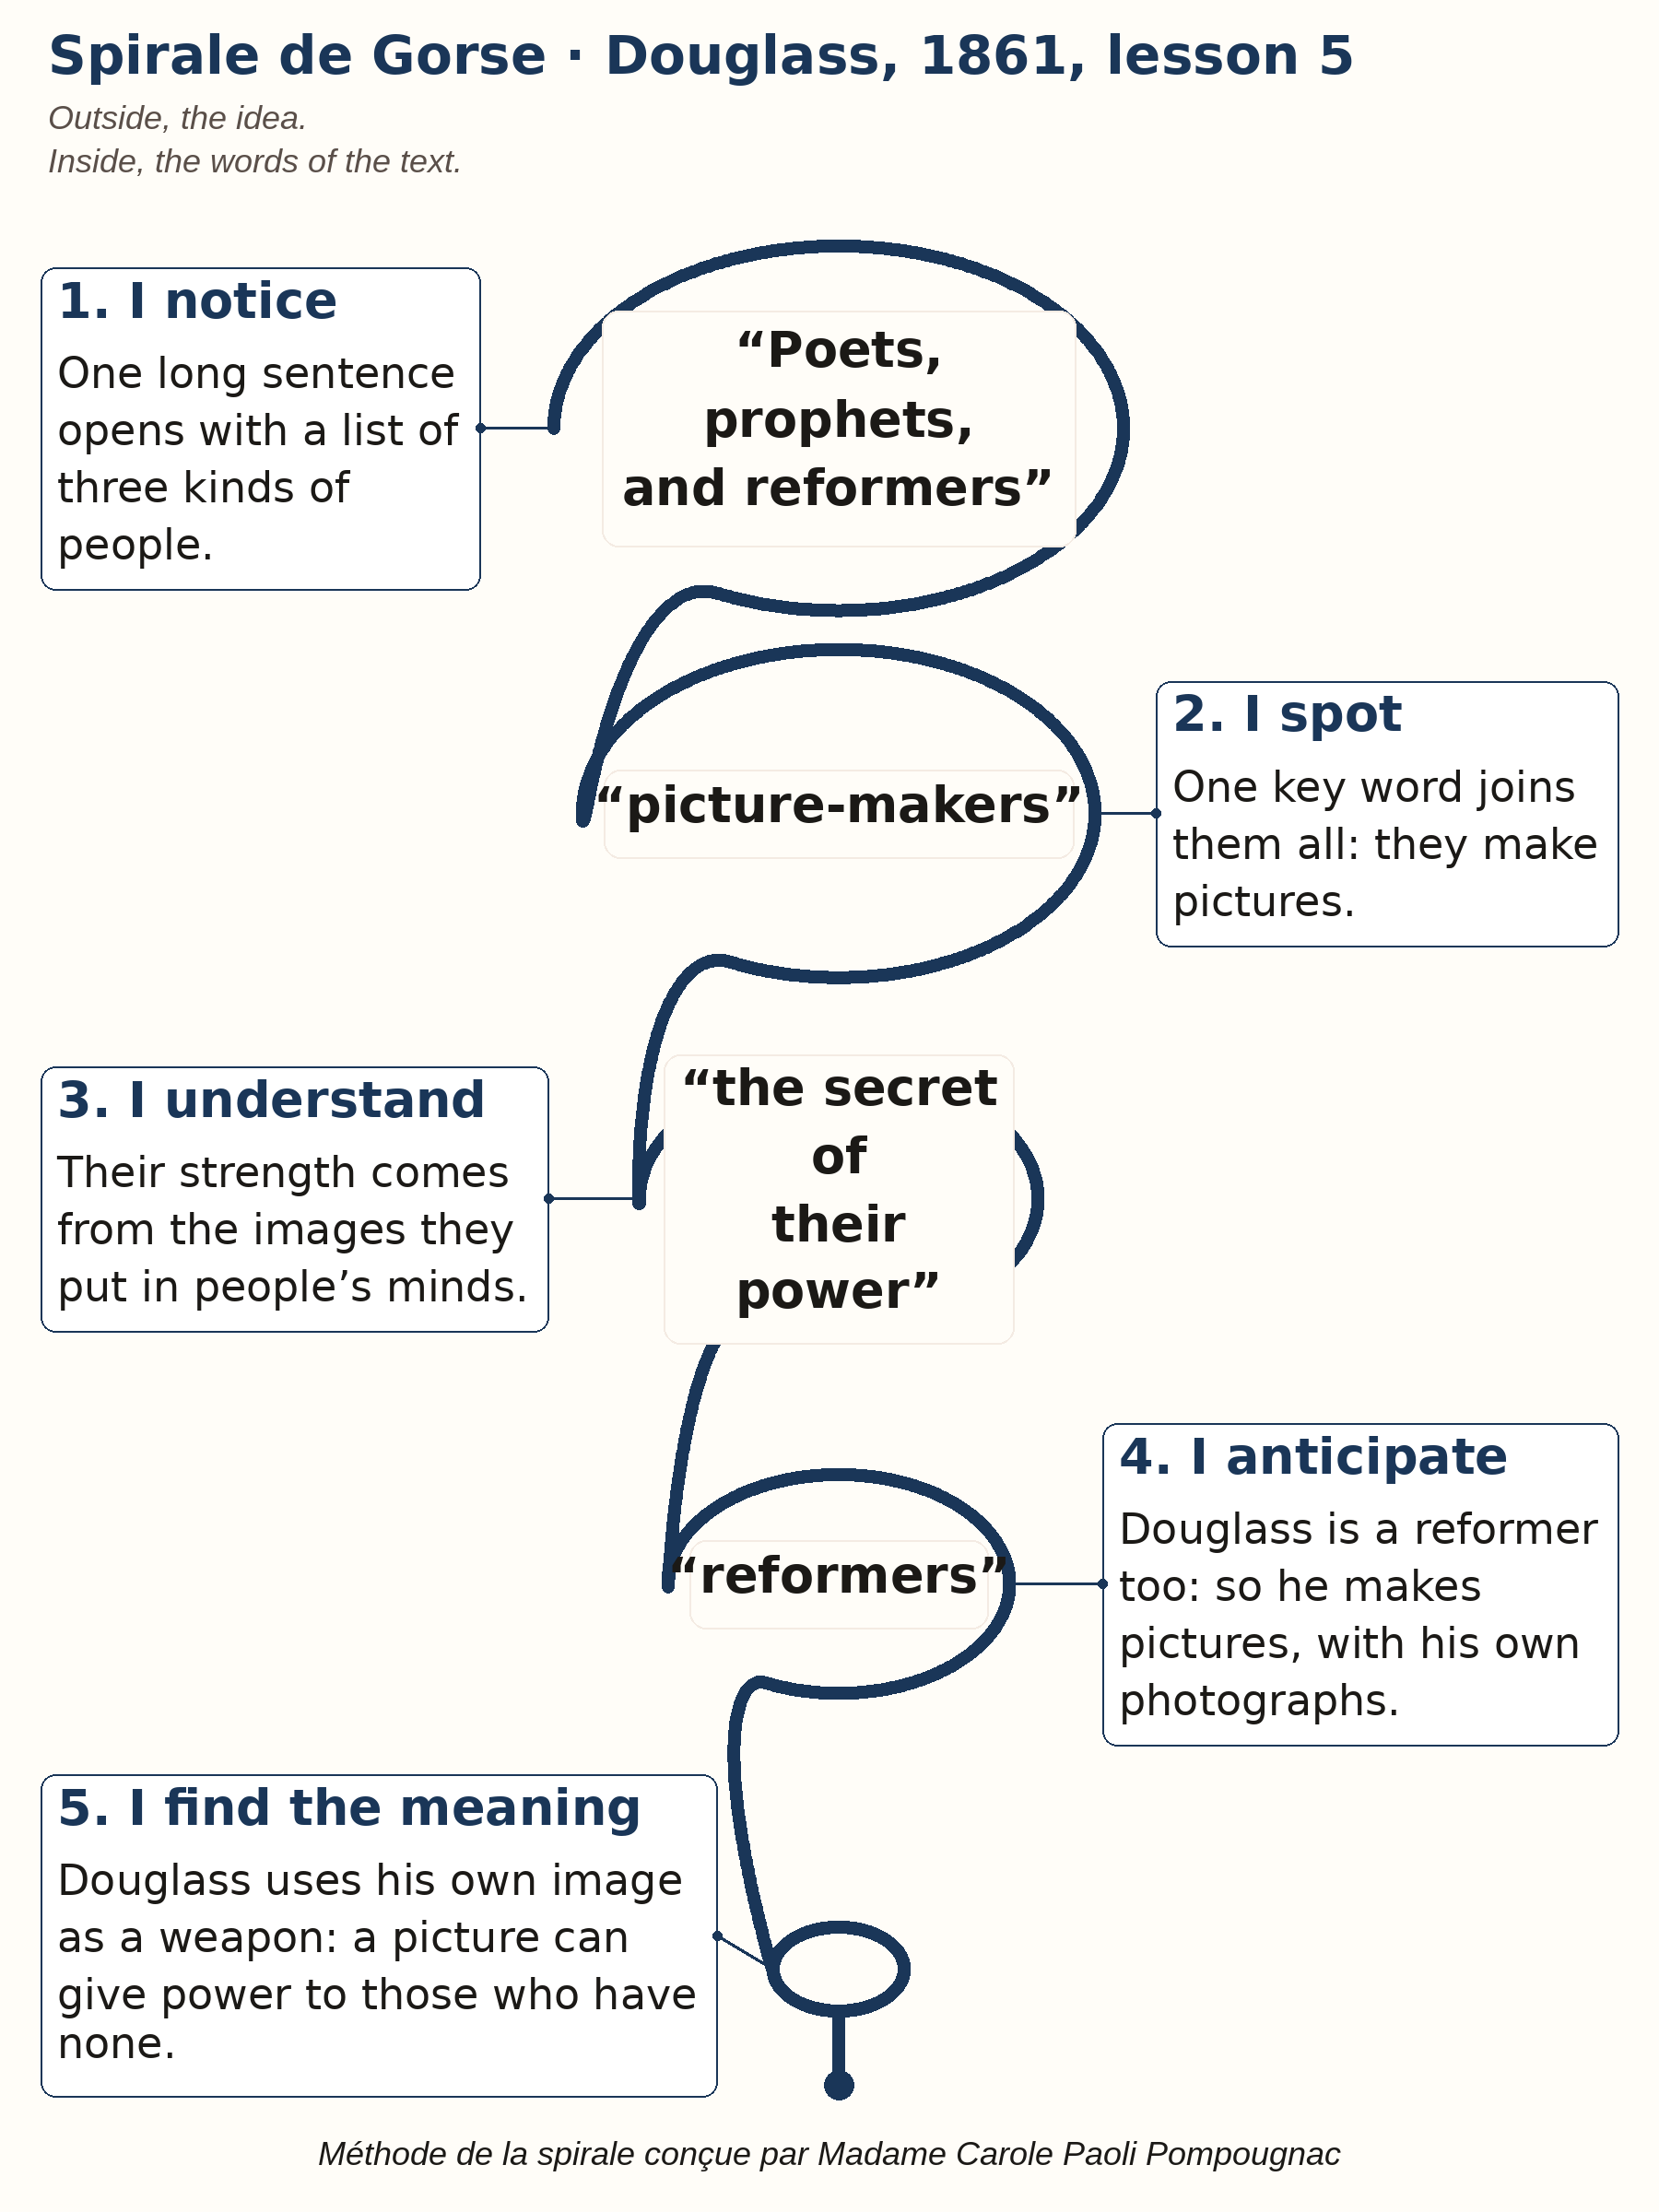 Spirale de Gorse · Douglass, 1861, lesson 5
Outside, the idea.
Inside, the words of the text.
1. I notice
One long sentence
opens with a list of
three kinds of
people.
“Poets,
prophets,
and reformers”
“picture-makers”
2. I spot
One key word joins
them all: they make
pictures.
3. I understand
Their strength comes
from the images they
put in people’s minds.
“the secret
of
their
power”
“reformers”
4. I anticipate
Douglass is a reformer
too: so he makes
pictures, with his own
photographs.
5. I find the meaning
Douglass uses his own image
as a weapon: a picture can
give power to those who have
none.
Méthode de la spirale conçue par Madame Carole Paoli Pompougnac